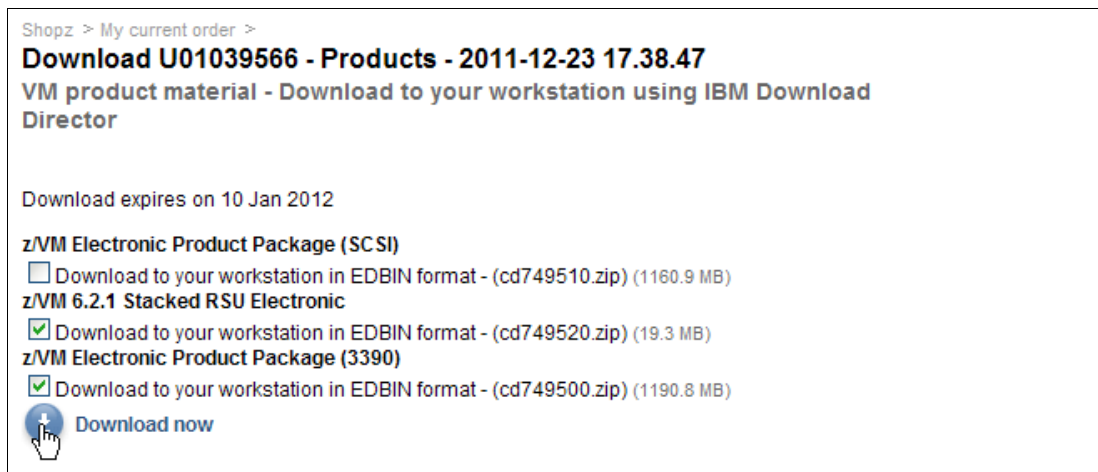 Shopz > My current order >
Download U01039566 - Products - 2011-12-23 17.38.47
VM product material - Download to your workstation using IBM Download
Director
Download expires on 10 Jan 2012
z/VM Electronic Product Package (SCSI)
Download to your workstation in EDBIN format - (cd749510.zip) (1160.9 MB)
z/VM 6.2.1 Stacked RSU Electronic
Download to your workstation in EDBIN format - (cd749520.zip) (19.3 MB)
z/VM Electronic Product Package (3390)
Download to your workstation in EDBIN format - (cd749500.zip) (1190.8 MB)
Download now